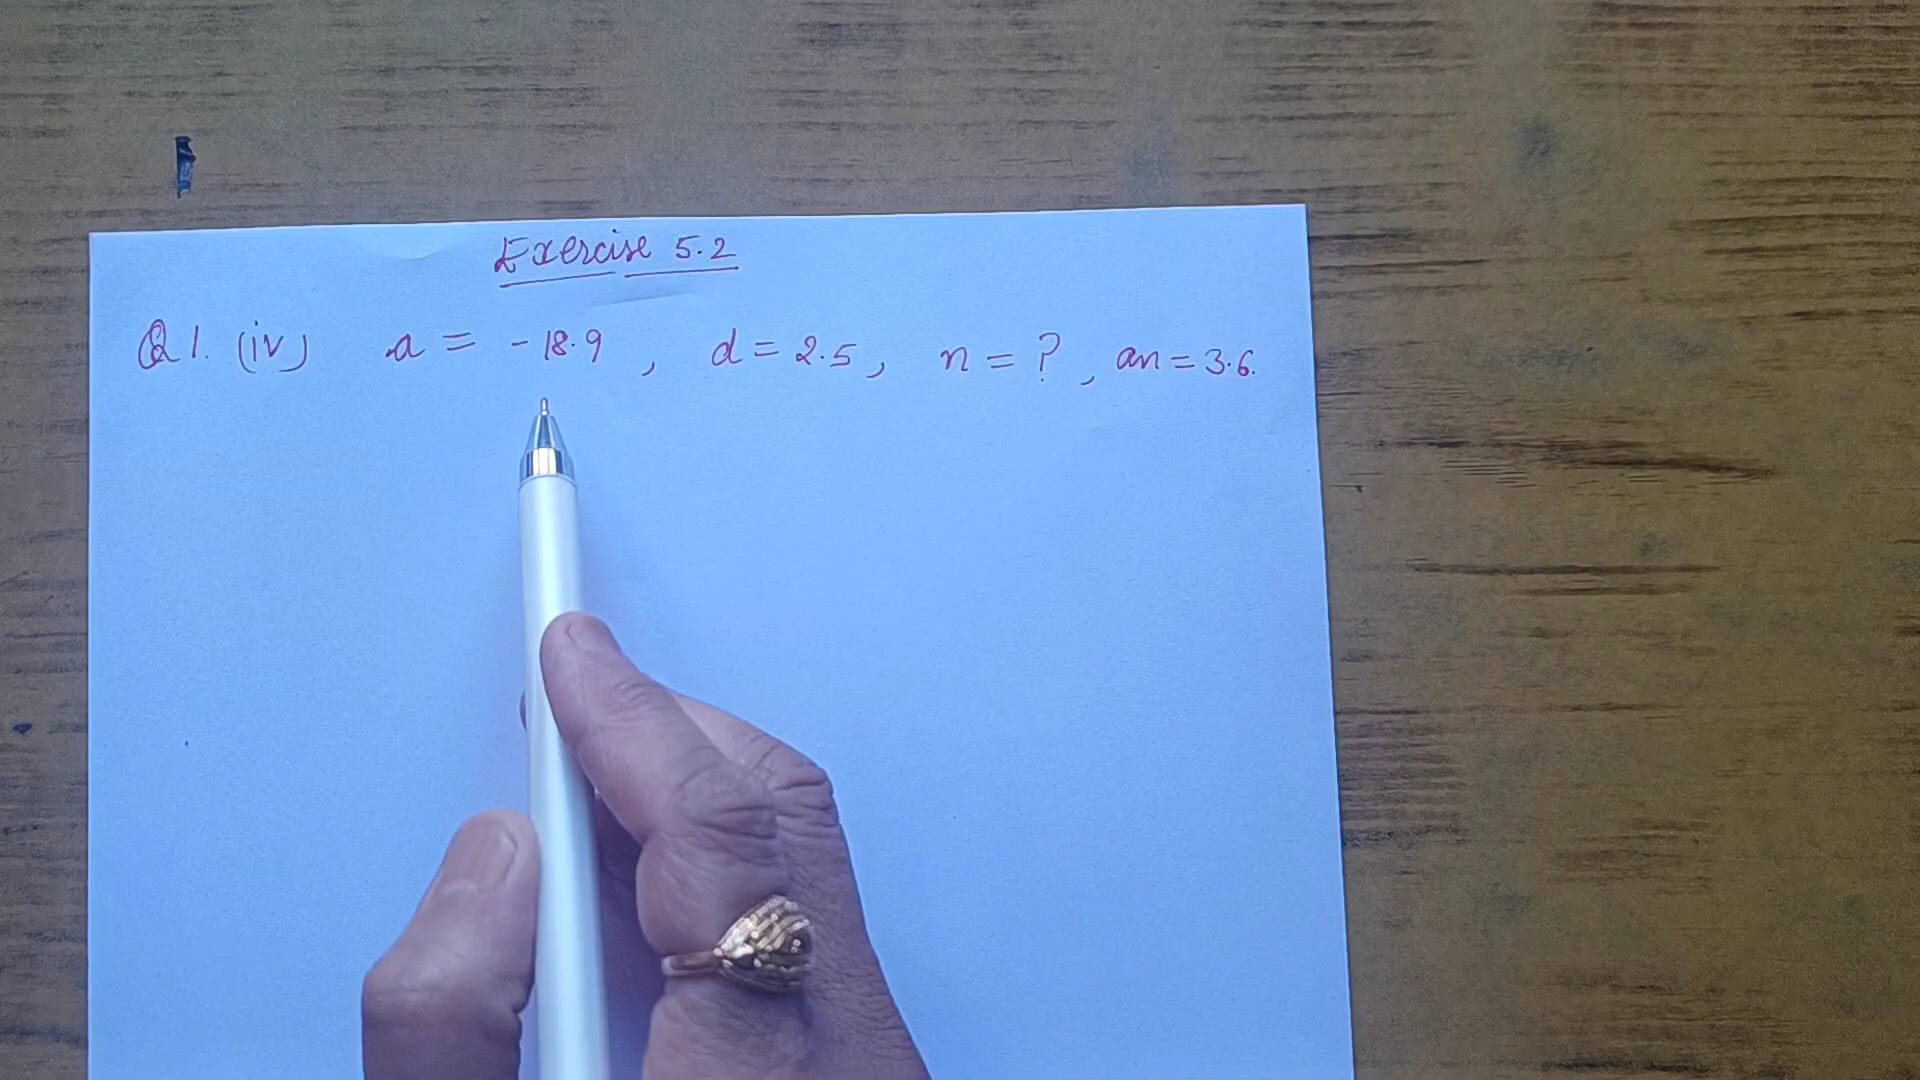 Exercise 5.2
Q1. (iv) a = -18.9, d = 2.5, n = ?, an = 3.6.